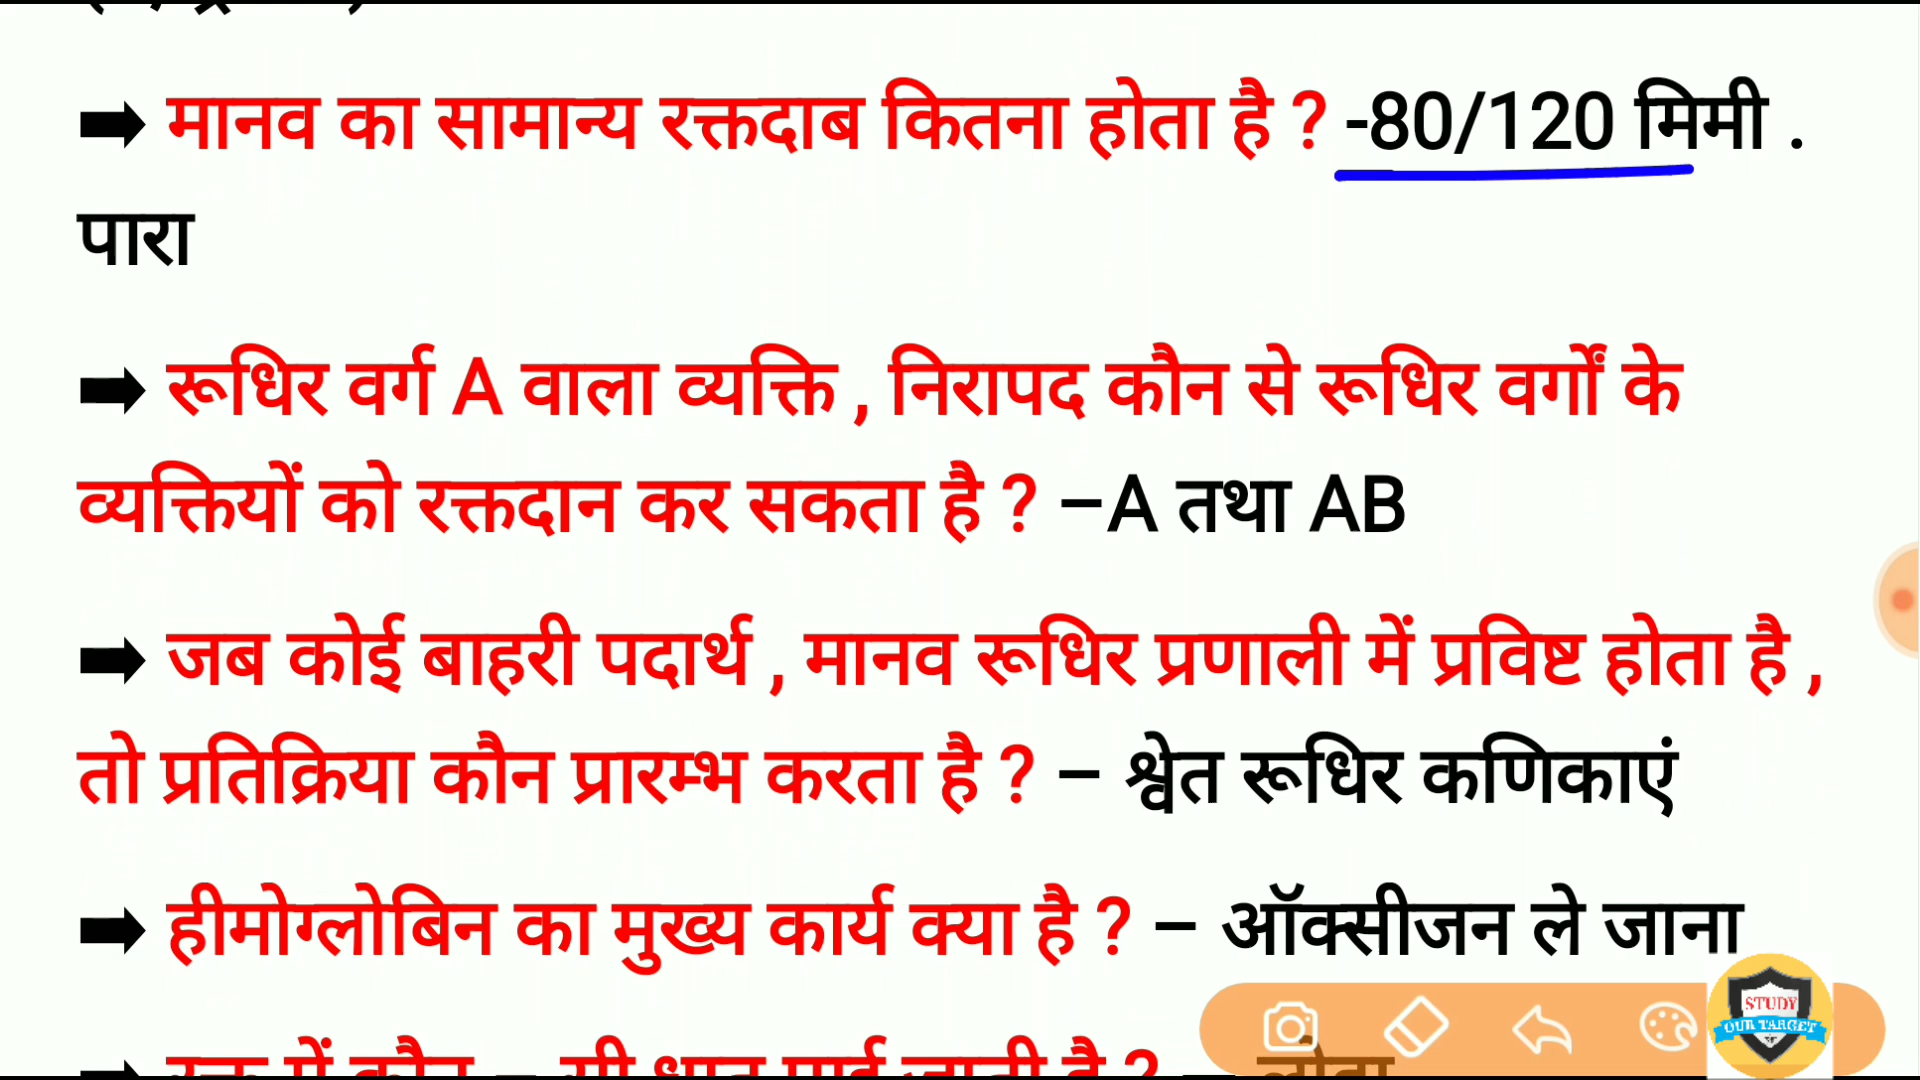 ➡ मानव का सामान्य रक्तदाब कितना होता है ? -80/120 मिमी .
पारा
➡ रूधिर वर्ग A वाला व्यक्ति , निरापद कौन से रूधिर वर्गों के
व्यक्तियों को रक्तदान कर सकता है ? –A तथा AB
➡ जब कोई बाहरी पदार्थ , मानव रूधिर प्रणाली में प्रविष्ट होता है ,
तो प्रतिक्रिया कौन प्रारम्भ करता है ? – श्वेत रूधिर कणिकाएं
➡ हीमोग्लोबिन का मुख्य कार्य क्या है ? – ऑक्सीजन ले जाना
STUDY
OUR TARGET